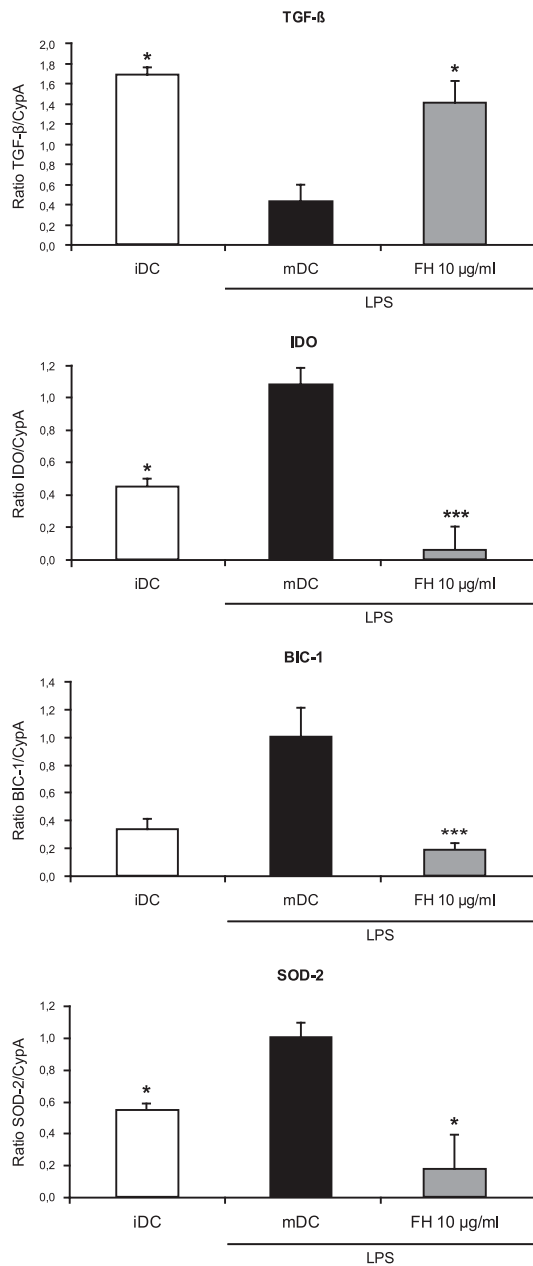 TGF-ß
Ratio TGF-β/CypA
2,0
1,8
1,6
1,4
1,2
1,0
0,8
0,6
0,4
0,2
0,0
*
*
iDC mDC FH 10 µg/ml
LPS
IDO
Ratio IDO/CypA
1,2
1,0
0,8
0,6
0,4
0,2
0,0
*
***
iDC mDC FH 10 µg/ml
LPS
BIC-1
Ratio BIC-1/CypA
1,4
1,2
1,0
0,8
0,6
0,4
0,2
0,0
***
iDC mDC FH 10 µg/ml
LPS
SOD-2
Ratio SOD-2/CypA
1,2
1,0
0,8
0,6
0,4
0,2
0,0
*
*
iDC mDC FH 10 µg/ml
LPS